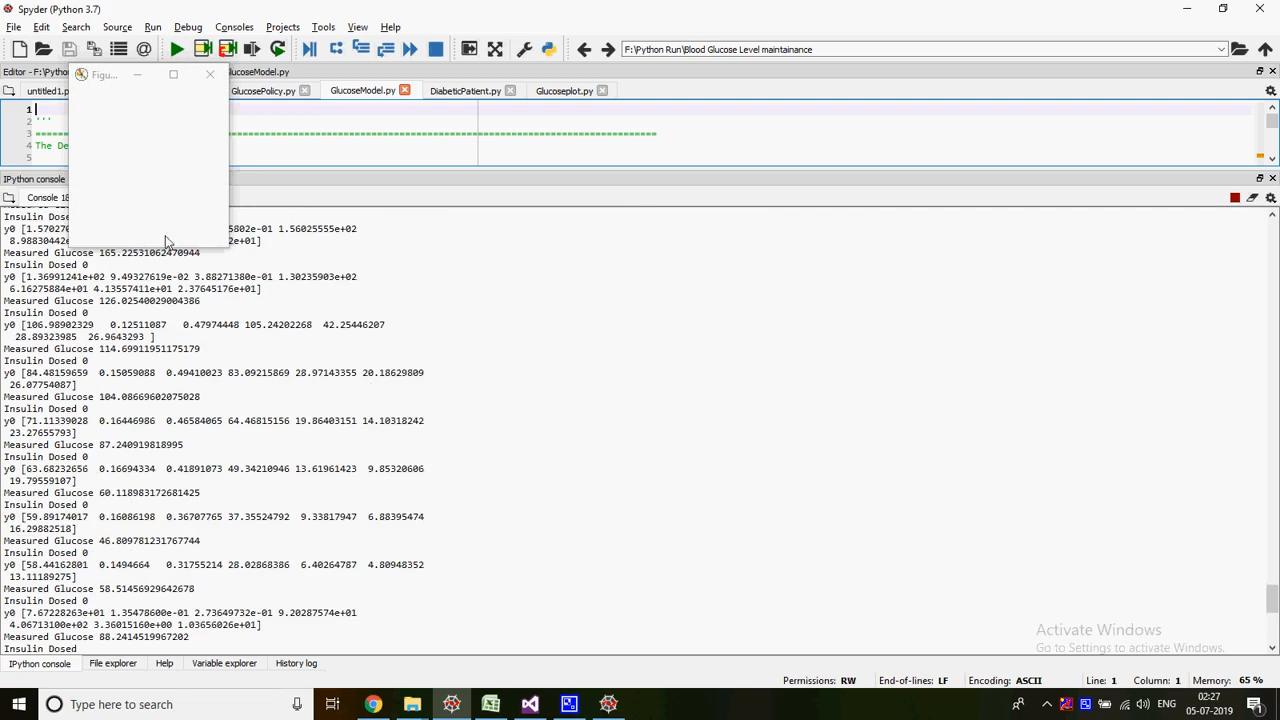 Spyder (Python 3.7)
File Edit Search Source Run Debug Consoles Projects Tools View Help
F:\Python Run\Blood Glucose Level maintainance
Editor - F:\Pytho
GlucoseModel.py
Figu...
untitled1.p
GlucosePolicy.py
GlucoseModel.py
DiabeticPatient.py
Glucoseplot.py
1
2 '''
3
4 The De
5
IPython console
Console 18
Insulin Dose
y0 [1.57027 5802e-01 1.56025555e+02
8.98830442e 2e+01]
Measured Glucose 165.22531062470944
Insulin Dosed 0
y0 [1.36991241e+02 9.49327619e-02 3.88271380e-01 1.30235903e+02
6.16275884e+01 4.13557411e+01 2.37645176e+01]
Measured Glucose 126.02540029004386
Insulin Dosed 0
y0 [106.98902329 0.12511087 0.47974448 105.24202268 42.25446207
28.89323985 26.9643293 ]
Measured Glucose 114.69911951175179
Insulin Dosed 0
y0 [84.48159659 0.15059088 0.49410023 83.09215869 28.97143355 20.18629809
26.07754087]
Measured Glucose 104.08669602075028
Insulin Dosed 0
y0 [71.11339028 0.16446986 0.46584065 64.46815156 19.86403151 14.10318242
23.27655793]
Measured Glucose 87.240919818995
Insulin Dosed 0
y0 [63.68232656 0.16694334 0.41891073 49.34210946 13.61961423 9.85320606
19.79559107]
Measured Glucose 60.118983172681425
Insulin Dosed 0
y0 [59.89174017 0.16086198 0.36707765 37.35524792 9.33817947 6.88395474
16.29882518]
Measured Glucose 46.809781231767744
Insulin Dosed 0
y0 [58.44162801 0.1494664 0.31755214 28.02868386 6.40264787 4.80948352
13.11189275]
Measured Glucose 58.51456929642678
Insulin Dosed 0
y0 [7.67228263e+01 1.35478600e-01 2.73649732e-01 9.20287574e+01
4.06713100e+02 3.36015160e+00 1.03656026e+01]
Measured Glucose 88.2414519967202
Insulin Dosed
Activate Windows
Go to Settings to activate Windows.
IPython console File explorer Help Variable explorer History log
Permissions: RW End-of-lines: LF Encoding: ASCII Line: 1 Column: 1 Memory: 65 %
Type here to search
ENG
02:27
05-07-2019
1